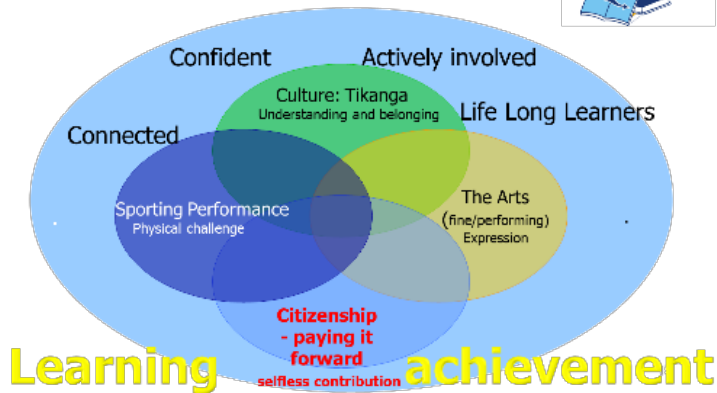 Confident
Actively involved
Culture: Tikanga
Understanding and belonging
Life Long Learners
Connected
Sporting Performance
Physical challenge
The Arts
(fine/performing)
Expression
Citizenship
- paying it
forward
selfless contribution
Learning achievement